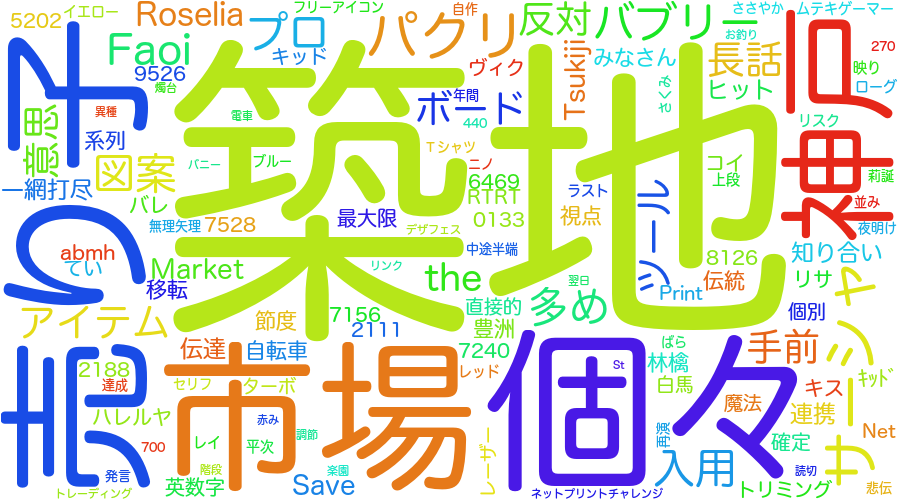 フリーアイコン
自作
ささやか
ムテキゲーマー
5202
イエロー
Roselia
プロ
パクリ
反対
バブリー
お釣り
Faoi
キッド
9526
燭台
ヴィク
みなさん
長話
戸
270
映り
ローグ
子
築地
Tsukiji
ボード
年間
440
さくみ
ヒット
異種
電車
意思
系列
図案
Tシャツ
リスク
神
コイ
上段
莉誕
一網打尽
バニー
ブルー
ニノ
6469
RTRT
ラスト
ツール
バレ
最大限
0133
視点
並み
無理矢理
7528
デザフェス
中途半端
夜明け
り
abmh
てい
Market
移転
リンク
the
直接的
翌日
多め
Print
8126
伝統
知り合い
リサ
アイテム
節度
7156
2111
豊洲
個別
売
伝達
自転車
7240
ばら
林檎
手前
サーシャ
2188
達成
セリフ
市場
ターボ
レッド
個々
St
白馬
キス
キッド
ハレルヤ
赤み
魔法
連携
700
レイ
平次
調節
レーザー
再演
確定
Net
発言
階段
楽園
入用
読切
トレーディング
英数字
Save
ネットプリントチャレンジ
トリミング
悲伝